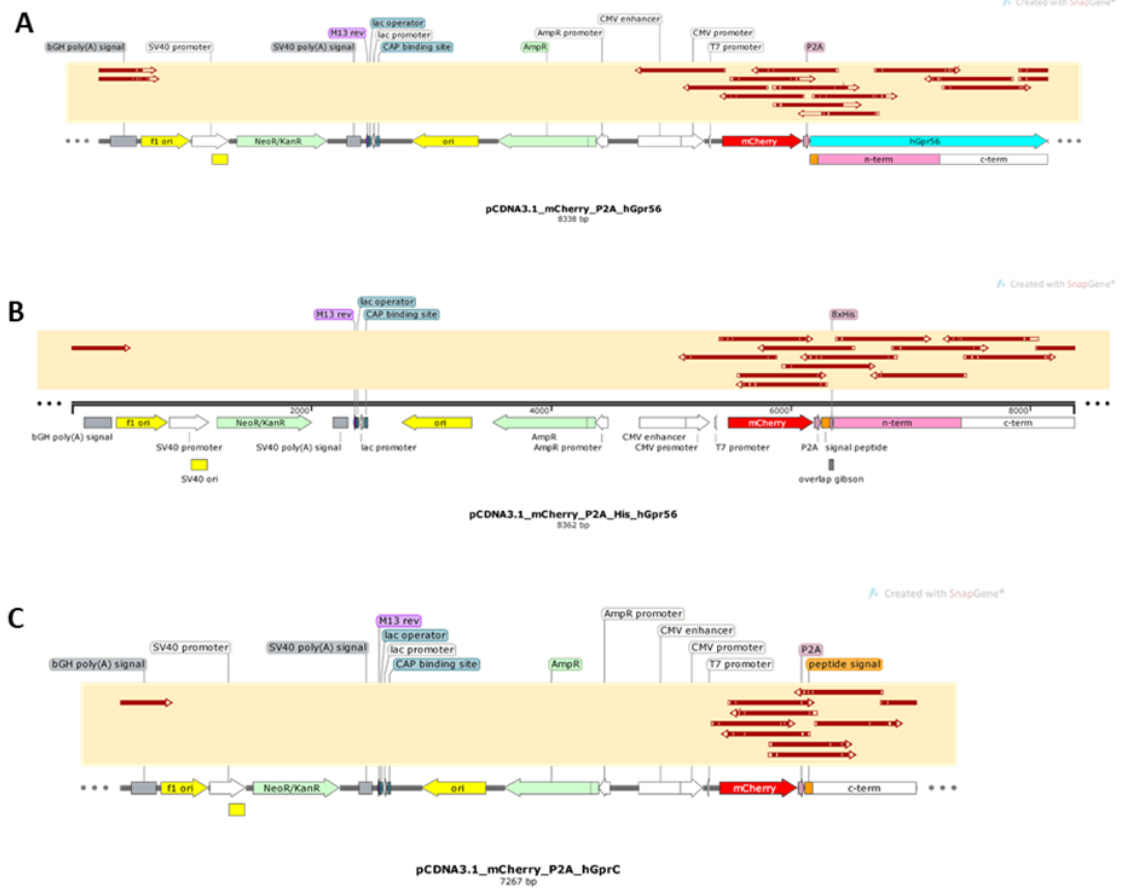 Created with SnapGene®
A
CMV enhancer
lac operator
M13 rev
lac promoter
AmpR promoter
CMV promoter
bGH poly(A) signal
SV40 promoter
SV40 poly(A) signal
CAP binding site
AmpR
T7 promoter
P2A
f1 ori
NeoR/KanR
ori
mCherry
hGpr56
n-term
c-term
pCDNA3.1_mCherry_P2A_hGpr56
8338 bp
Created with SnapGene®
B
lac operator
M13 rev
CAP binding site
8xHis
2000
4000
6000
8000
f1 ori
NeoR/KanR
ori
mCherry
n-term
c-term
bGH poly(A) signal
SV40 promoter
SV40 poly(A) signal
lac promoter
AmpR
AmpR promoter
CMV enhancer
CMV promoter
T7 promoter
P2A
signal peptide
SV40 ori
overlap gibson
pCDNA3.1_mCherry_P2A_His_hGpr56
8362 bp
Created with SnapGene®
C
AmpR promoter
M13 rev
CMV enhancer
lac operator
SV40 promoter
SV40 poly(A) signal
lac promoter
CMV promoter
P2A
bGH poly(A) signal
CAP binding site
AmpR
T7 promoter
peptide signal
f1 ori
NeoR/KanR
ori
mCherry
c-term
pCDNA3.1_mCherry_P2A_hGprC
7267 bp